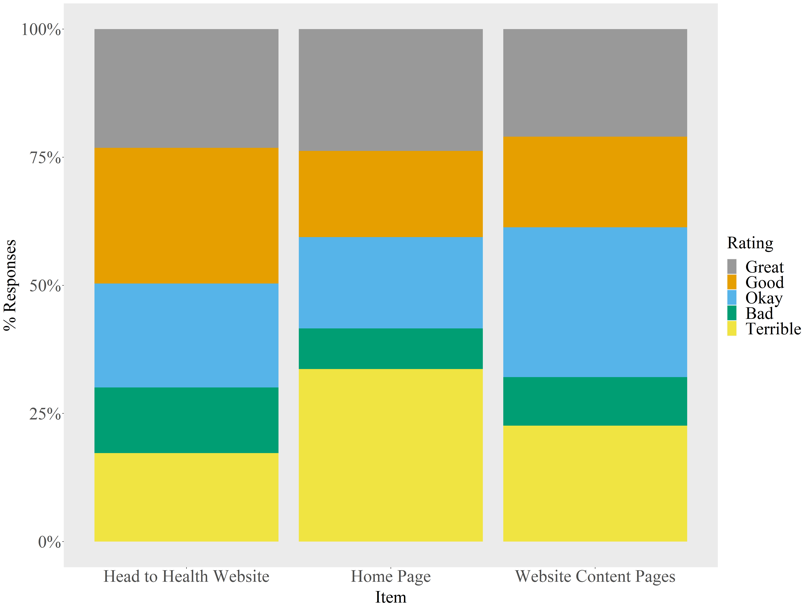 100%
75%
50%
25%
0%
% Responses
Head to Health Website
Home Page
Website Content Pages
Item
Rating
Great
Good
Okay
Bad
Terrible